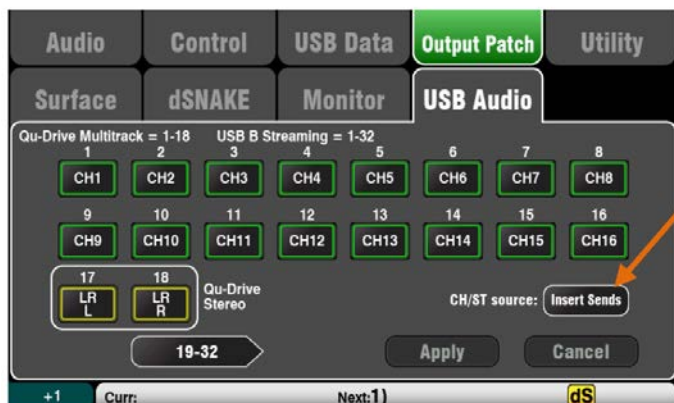 Audio Control USB Data Output Patch Utility
Surface dSNAKE Monitor USB Audio
Qu-Drive Multitrack = 1-18 USB B Streaming = 1-32
1 2 3 4 5 6 7 8
CH1 CH2 CH3 CH4 CH5 CH6 CH7 CH8
9 10 11 12 13 14 15 16
CH9 CH10 CH11 CH12 CH13 CH14 CH15 CH16
17 18
LR L LR R Qu-Drive Stereo CH/ST source: Insert Sends
19-32 Apply Cancel
+1 Curr: Next:1) dS